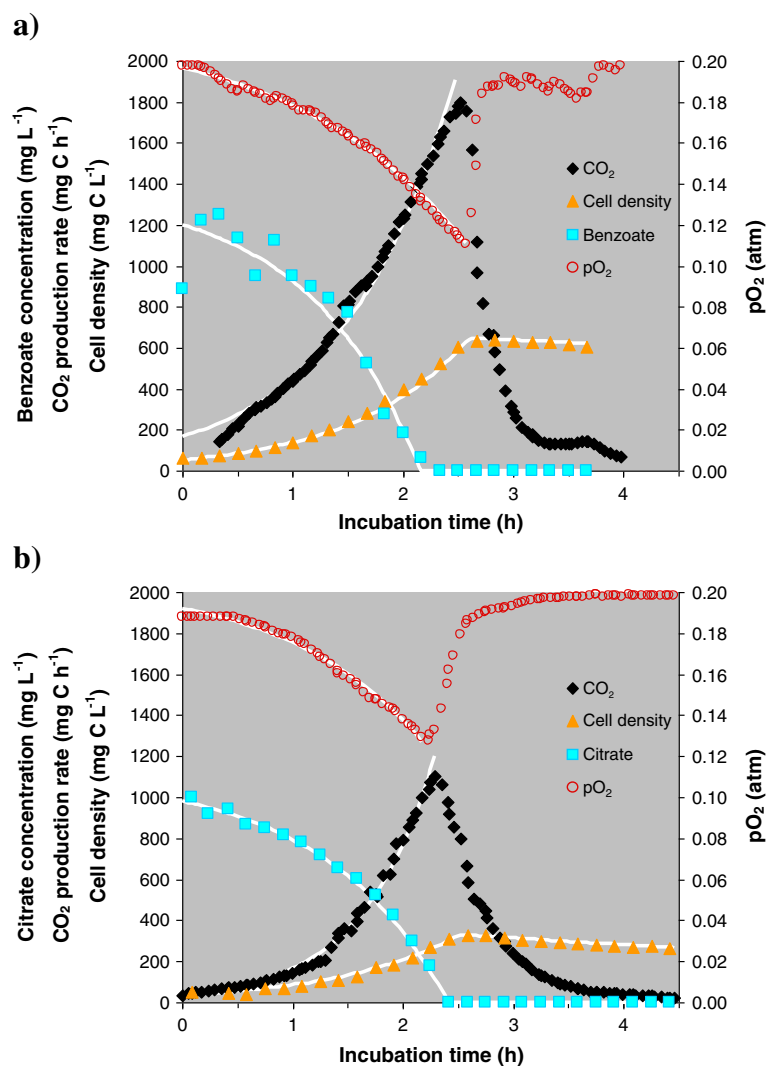 a)
Benzoate concentration (mg L⁻¹)
CO₂ production rate (mg C h⁻¹)
Cell density (mg C L⁻¹)
2000
1800
1600
1400
1200
1000
800
600
400
200
0
0.20
0.18
0.16
0.14
0.12
0.10
0.08
0.06
0.04
0.02
0.00
pO₂ (atm)
CO₂
Cell density
Benzoate
pO₂
0 1 2 3 4
Incubation time (h)
b)
Citrate concentration (mg L⁻¹)
CO₂ production rate (mg C h⁻¹)
Cell density (mg C L⁻¹)
2000
1800
1600
1400
1200
1000
800
600
400
200
0
0.20
0.18
0.16
0.14
0.12
0.10
0.08
0.06
0.04
0.02
0.00
pO₂ (atm)
CO₂
Cell density
Citrate
pO₂
0 1 2 3 4
Incubation time (h)